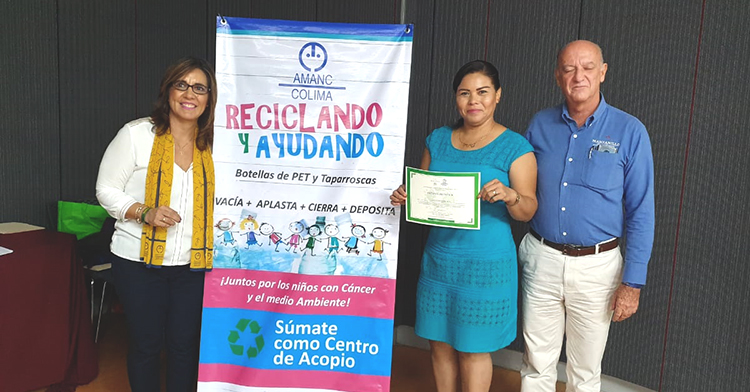 AMANC
COLIMA
RECICLANDO
Y AYUDANDO
Botellas de PET y Taparroscas
VACÍA + APLASTA + CIERRA + DEPOSITA
¡Juntos por los niños con Cáncer
y el medio Ambiente!
Súmate
como Centro
de Acopio
MANZANILLO